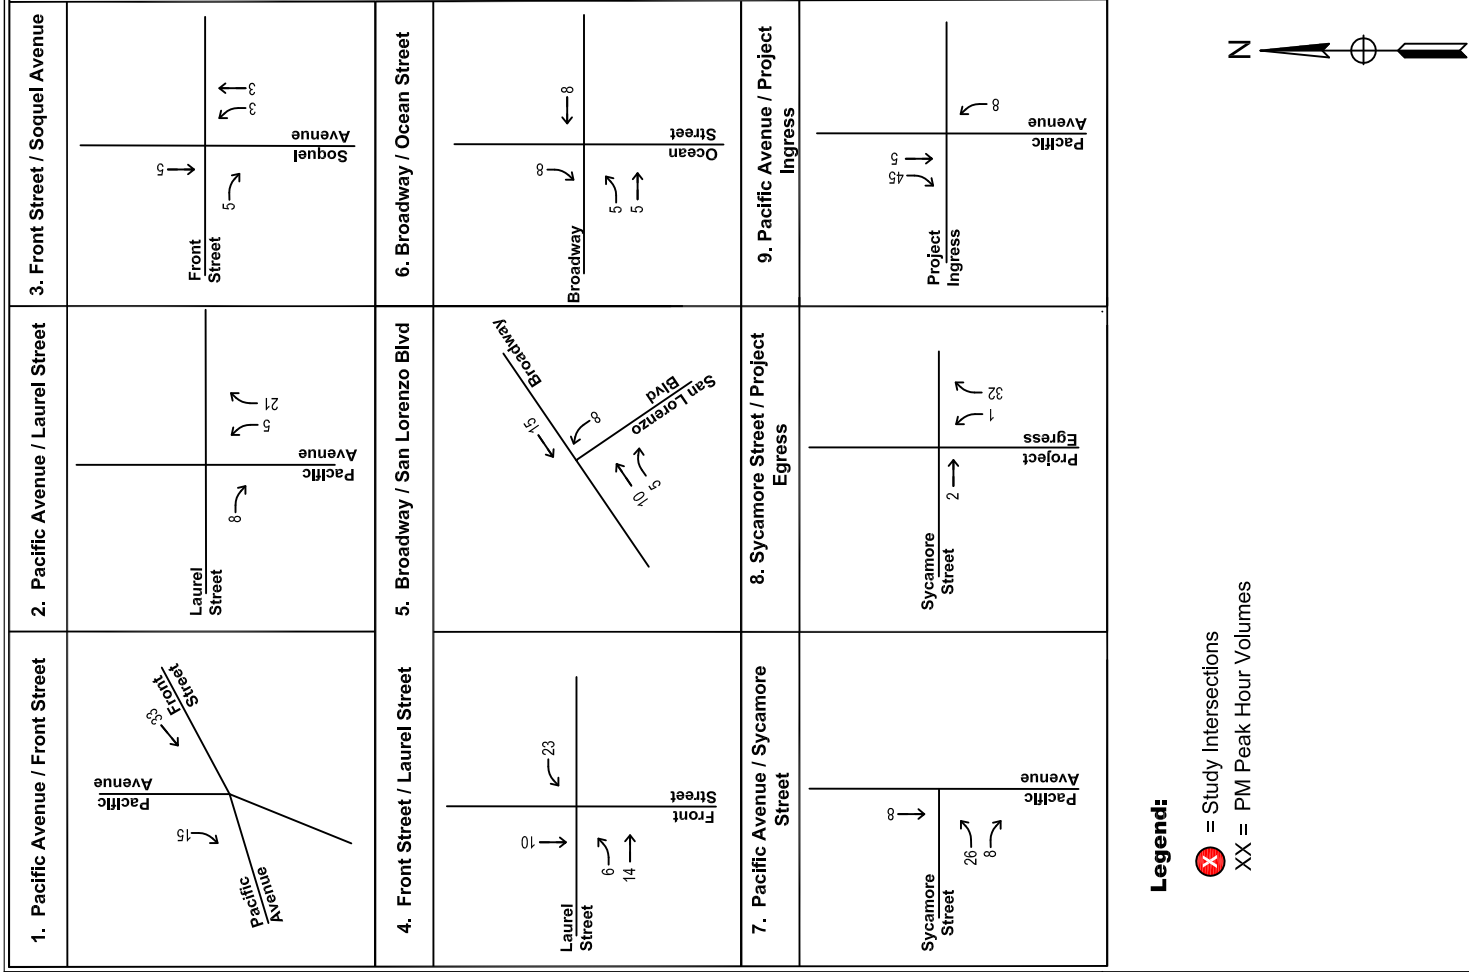 1. Pacific Avenue / Front Street
Front
Street
33
Pacific
Avenue
15
Pacific
Avenue
2. Pacific Avenue / Laurel Street
21
5
Pacific
Avenue
8
Laurel
Street
3. Front Street / Soquel Avenue
3
3
5
Soquel
Avenue
5
Front
Street
4. Front Street / Laurel Street
23
10
Front
Street
6
14
Laurel
Street
5. Broadway / San Lorenzo Blvd
Broadway
15
8
San Lorenzo
Blvd
10
5
6. Broadway / Ocean Street
8
8
Ocean
Street
5
5
Broadway
7. Pacific Avenue / Sycamore
Street
8
Pacific
Avenue
26
8
Sycamore
Street
8. Sycamore Street / Project
Egress
32
1
Project
Egress
2
Sycamore
Street
9. Pacific Avenue / Project
Ingress
8
5
45
Pacific
Avenue
Project
Ingress
Legend:
X = Study Intersections
XX = PM Peak Hour Volumes
N